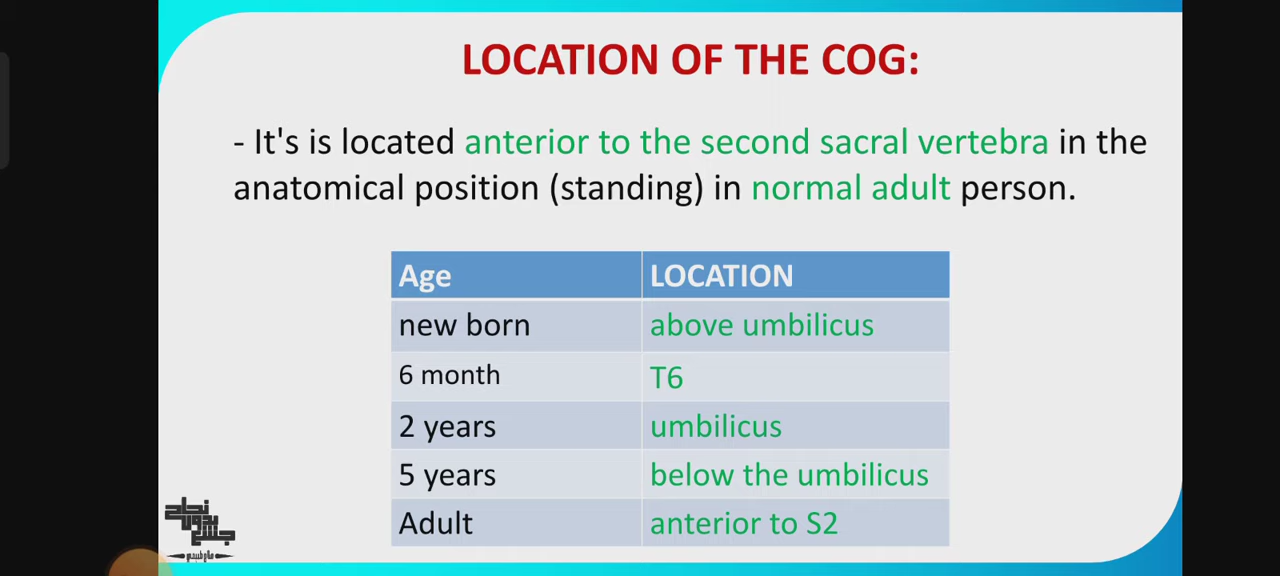 LOCATION OF THE COG:
- It's is located anterior to the second sacral vertebra in the
anatomical position (standing) in normal adult person.
Age LOCATION
new born above umbilicus
6 month T6
2 years umbilicus
5 years below the umbilicus
Adult anterior to S2